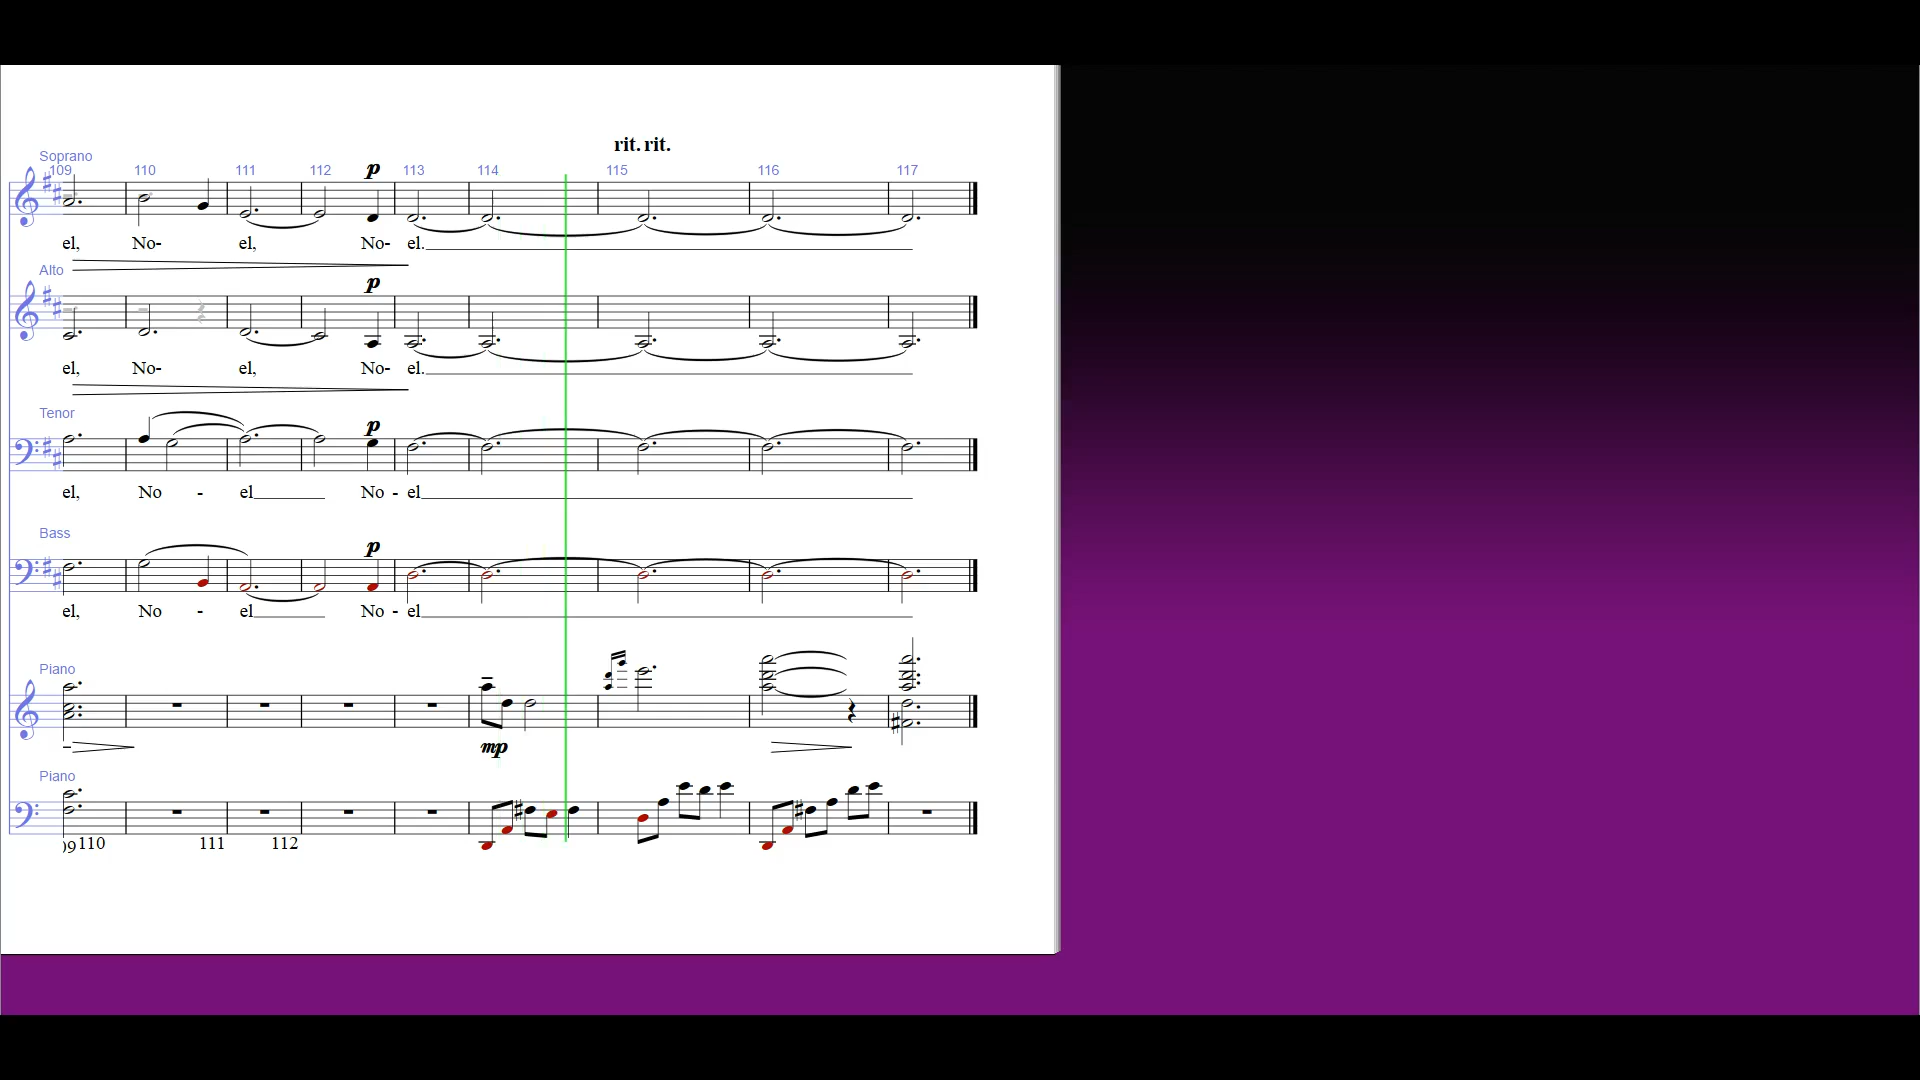 rit. rit.
Soprano
109 110 111 112 p 113 114 115 116 117
el, No- el, No- el.
Alto
p
el, No- el, No- el.
Tenor
p
el, No - el No - el
Bass
p
el, No - el No - el
Piano
mp
Piano
09 110 111 112